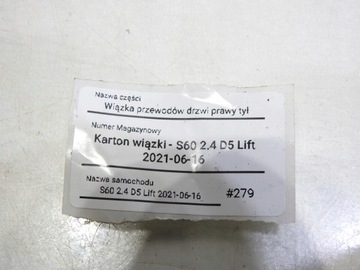 Nazwa części
Wiązka przewodów drzwi prawy tył
Numer Magazynowy
Karton wiązki - S60 2.4 D5 Lift
2021-06-16
Nazwa samochodu
S60 2.4 D5 Lift 2021-06-16
#279